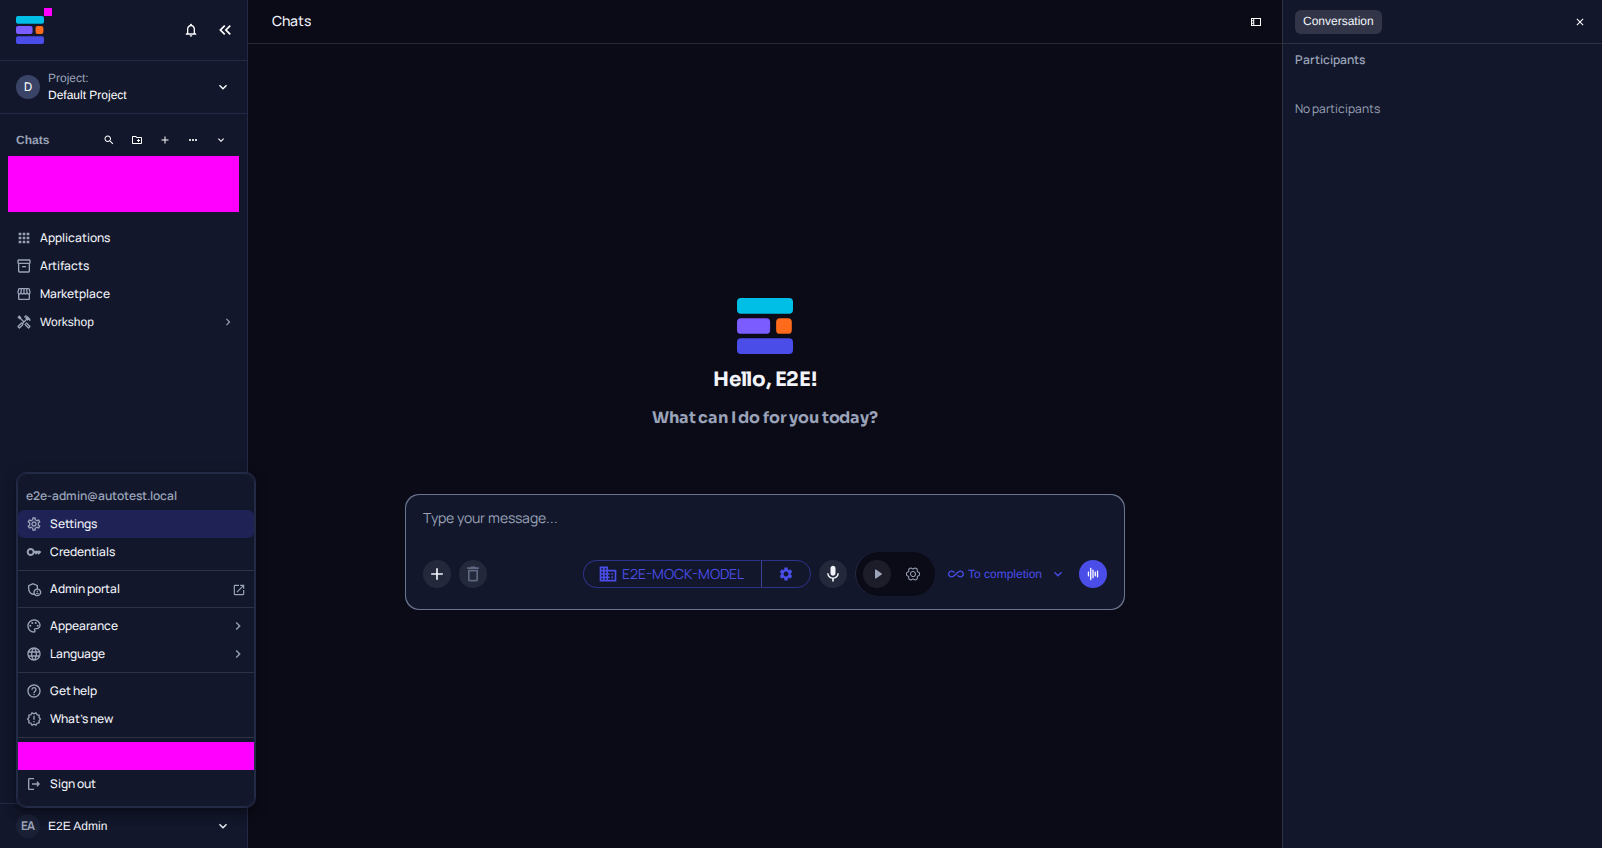 Project:
D
Default Project
Chats
Applications
Artifacts
Marketplace
Workshop
e2e-admin@autotest.local
Settings
Credentials
Admin portal
Appearance
Language
Get help
What's new
Sign out
EA
E2E Admin
Chats
Hello, E2E!
What can I do for you today?
Type your message...
E2E-MOCK-MODEL
To completion
Conversation
Participants
No participants